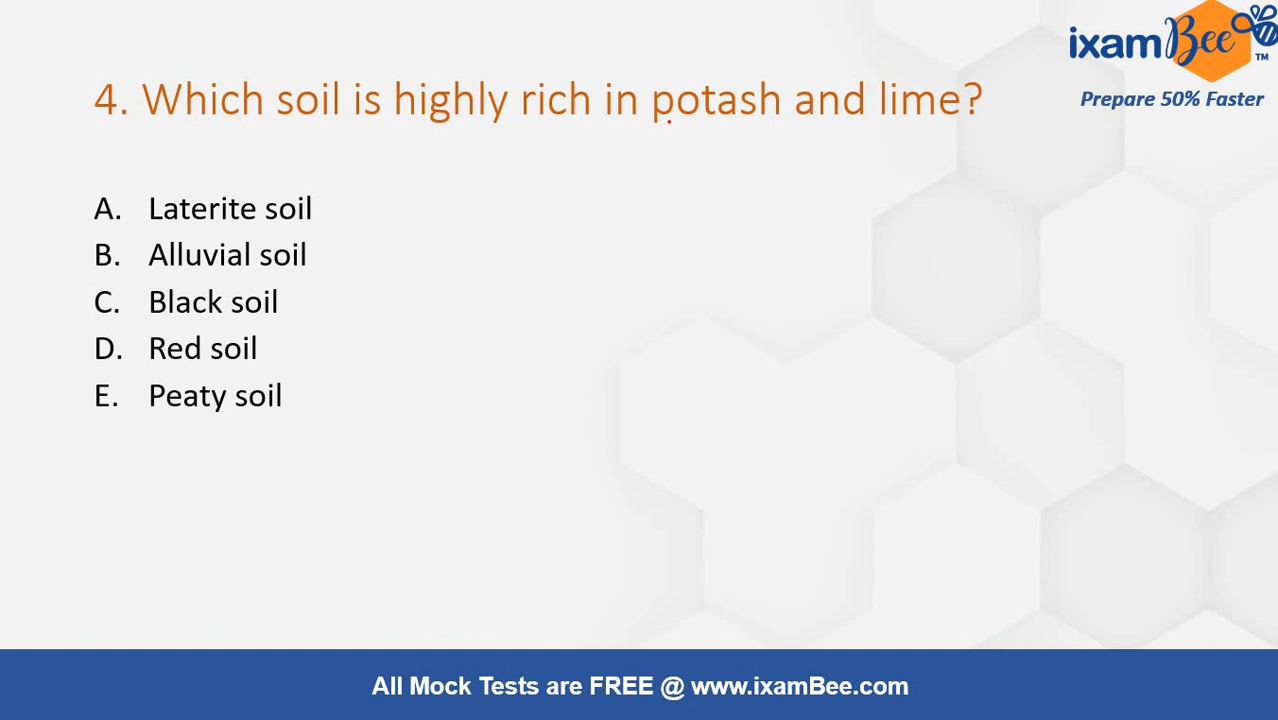 ixamBee
TM
Prepare 50% Faster
4. Which soil is highly rich in potash and lime?
A. Laterite soil
B. Alluvial soil
C. Black soil
D. Red soil
E. Peaty soil
All Mock Tests are FREE @ www.ixamBee.com